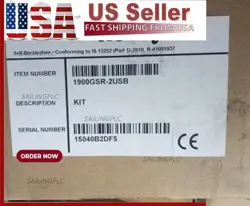 USA
US Seller
FAST SHIPPING FROM USA
Self Declaration - Conforming to IS 13252 (Part 1):2010, R-41001937
ITEM NUMBER
1900GSR-2USB
SAILINGPLC
SAILINGPLC
DESCRIPTION
KIT
SERIAL NUMBER
SAILINGPLC
15040B2DF5
CE
ORDER NOW